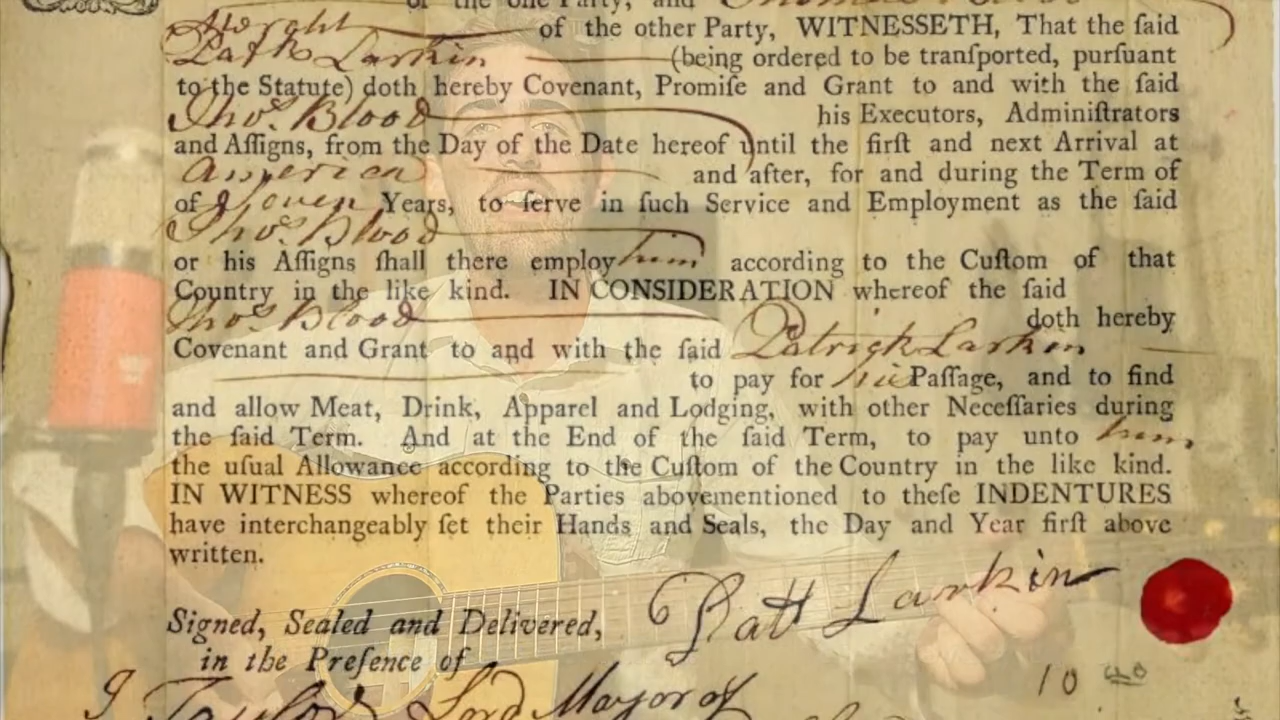 of the one Party, and Thomas Blood
of the other Party, WITNESSETH, That the ſaid
Patk Larkin (being ordered to be tranſported, purſuant
to the Statute) doth hereby Covenant, Promiſe and Grant to and with the ſaid
Thos. Blood his Executors, Adminiſtrators
and Aſſigns, from the Day of the Date hereof until the firſt and next Arrival at
America and after, for and during the Term of
of Seven Years, to ſerve in ſuch Service and Employment as the ſaid
Thos. Blood
or his Aſſigns ſhall there employ him according to the Cuſtom of that
Country in the like kind. IN CONSIDERATION whereof the ſaid
Thos. Blood doth hereby
Covenant and Grant to and with the ſaid Patrick Larkin
to pay for his Paſſage, and to find
and allow Meat, Drink, Apparel and Lodging, with other Neceſſaries during
the ſaid Term. And at the End of the ſaid Term, to pay unto him
the uſual Allowance according to the Cuſtom of the Country in the like kind.
IN WITNESS whereof the Parties abovementioned to theſe INDENTURES
have interchangeably ſet their Hands and Seals, the Day and Year firſt above
written.
Patt Larkin
Signed, Sealed and Delivered,
in the Preſence of
10
J Taylor Lord Mayor of